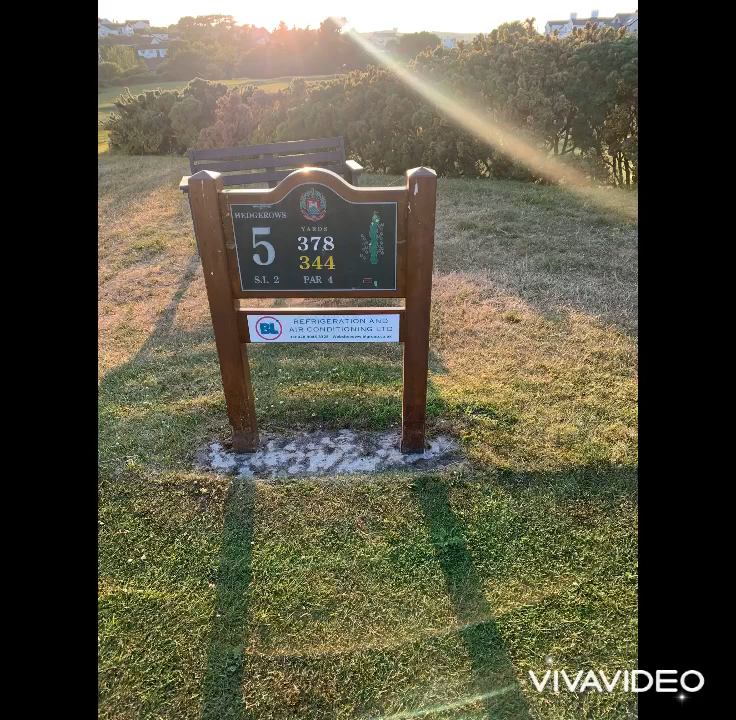 HEDGEROWS
5
YARDS
378
344
S.I. 2
PAR 4
BL
REFRIGERATION AND
AIR CONDITIONING LTD
VIVAVIDEO